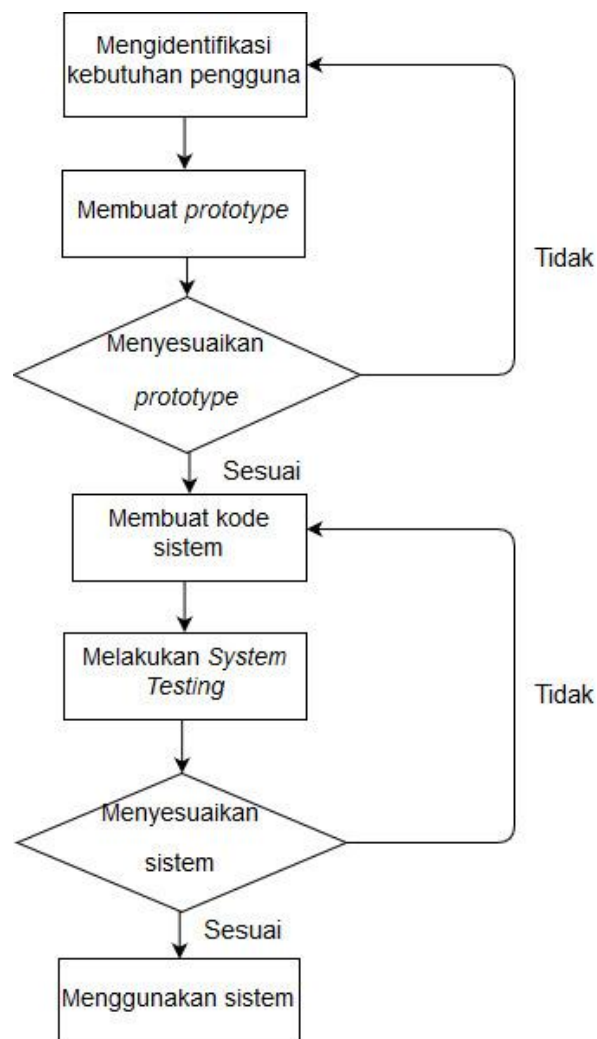 Mengidentifikasi
kebutuhan pengguna
Membuat prototype
Tidak
Menyesuaikan
prototype
Sesuai
Membuat kode
sistem
Melakukan System
Testing
Tidak
Menyesuaikan
sistem
Sesuai
Menggunakan sistem